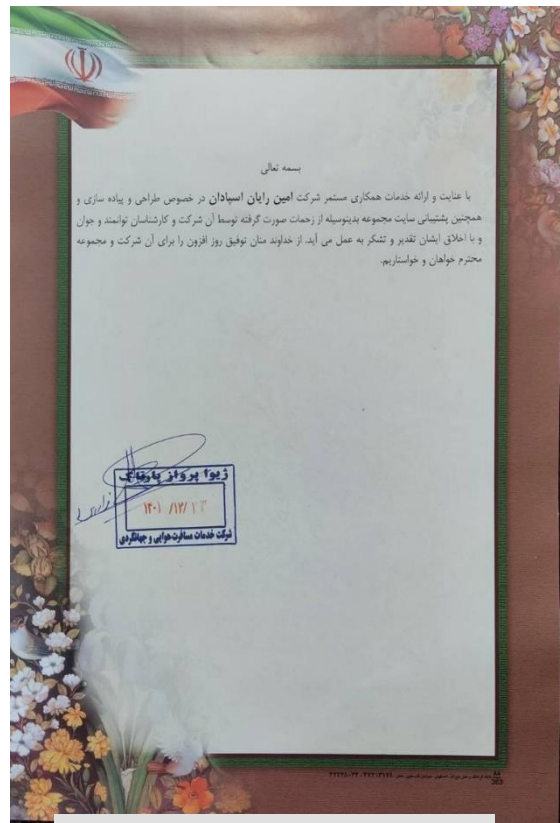 بسمه تعالی
با عنایت و ارائه خدمات همکاری مستمر شرکت امین رایان اسپادان در خصوص طراحی و پیاده سازی و
همچنین پشتیبانی سایت مجموعه بدینوسیله از زحمات صورت گرفته توسط آن شرکت و کارشناسان توانمند و جوان
و با اخلاق ایشان تقدیر و تشکر به عمل می آید. از خداوند منان توفیق روز افزون را برای آن شرکت و مجموعه
محترم خواهان و خواستاریم.
ژیوا پرواز
۱۴۰۱ /۱۲/
شرکت خدمات مسافرت هوایی و جهانگردی